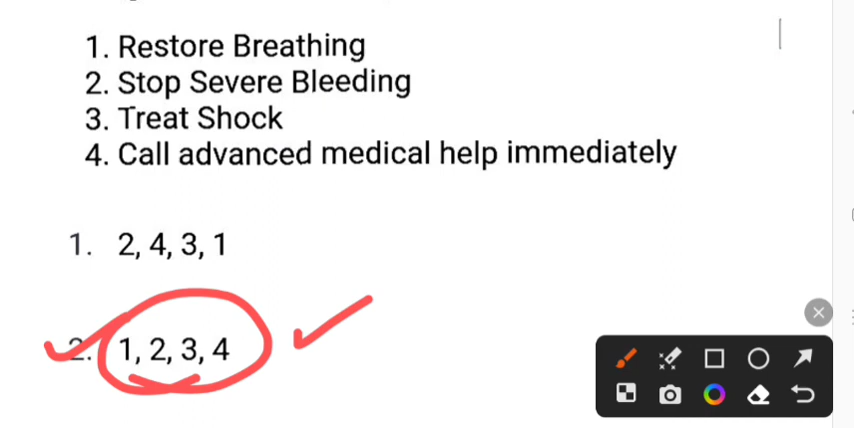 1. Restore Breathing
2. Stop Severe Bleeding
3. Treat Shock
4. Call advanced medical help immediately
1. 2, 4, 3, 1
2. 1, 2, 3, 4